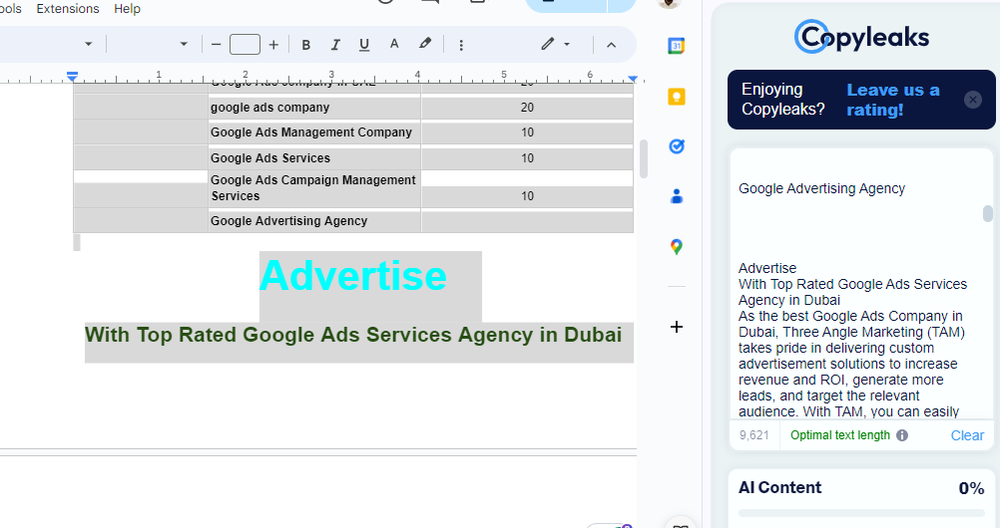 ools Extensions Help
B I U A
31
1 2 3 4 5 6
google ads company 20
Google Ads Management Company 10
Google Ads Services 10
Google Ads Campaign Management
Services 10
Google Advertising Agency
Advertise
With Top Rated Google Ads Services Agency in Dubai
Copyleaks
Enjoying
Copyleaks?
Leave us a
rating!
Google Advertising Agency
Advertise
With Top Rated Google Ads Services
Agency in Dubai
As the best Google Ads Company in
Dubai, Three Angle Marketing (TAM)
takes pride in delivering custom
advertisement solutions to increase
revenue and ROI, generate more
leads, and target the relevant
audience. With TAM, you can easily
9,621 Optimal text length Clear
AI Content 0%